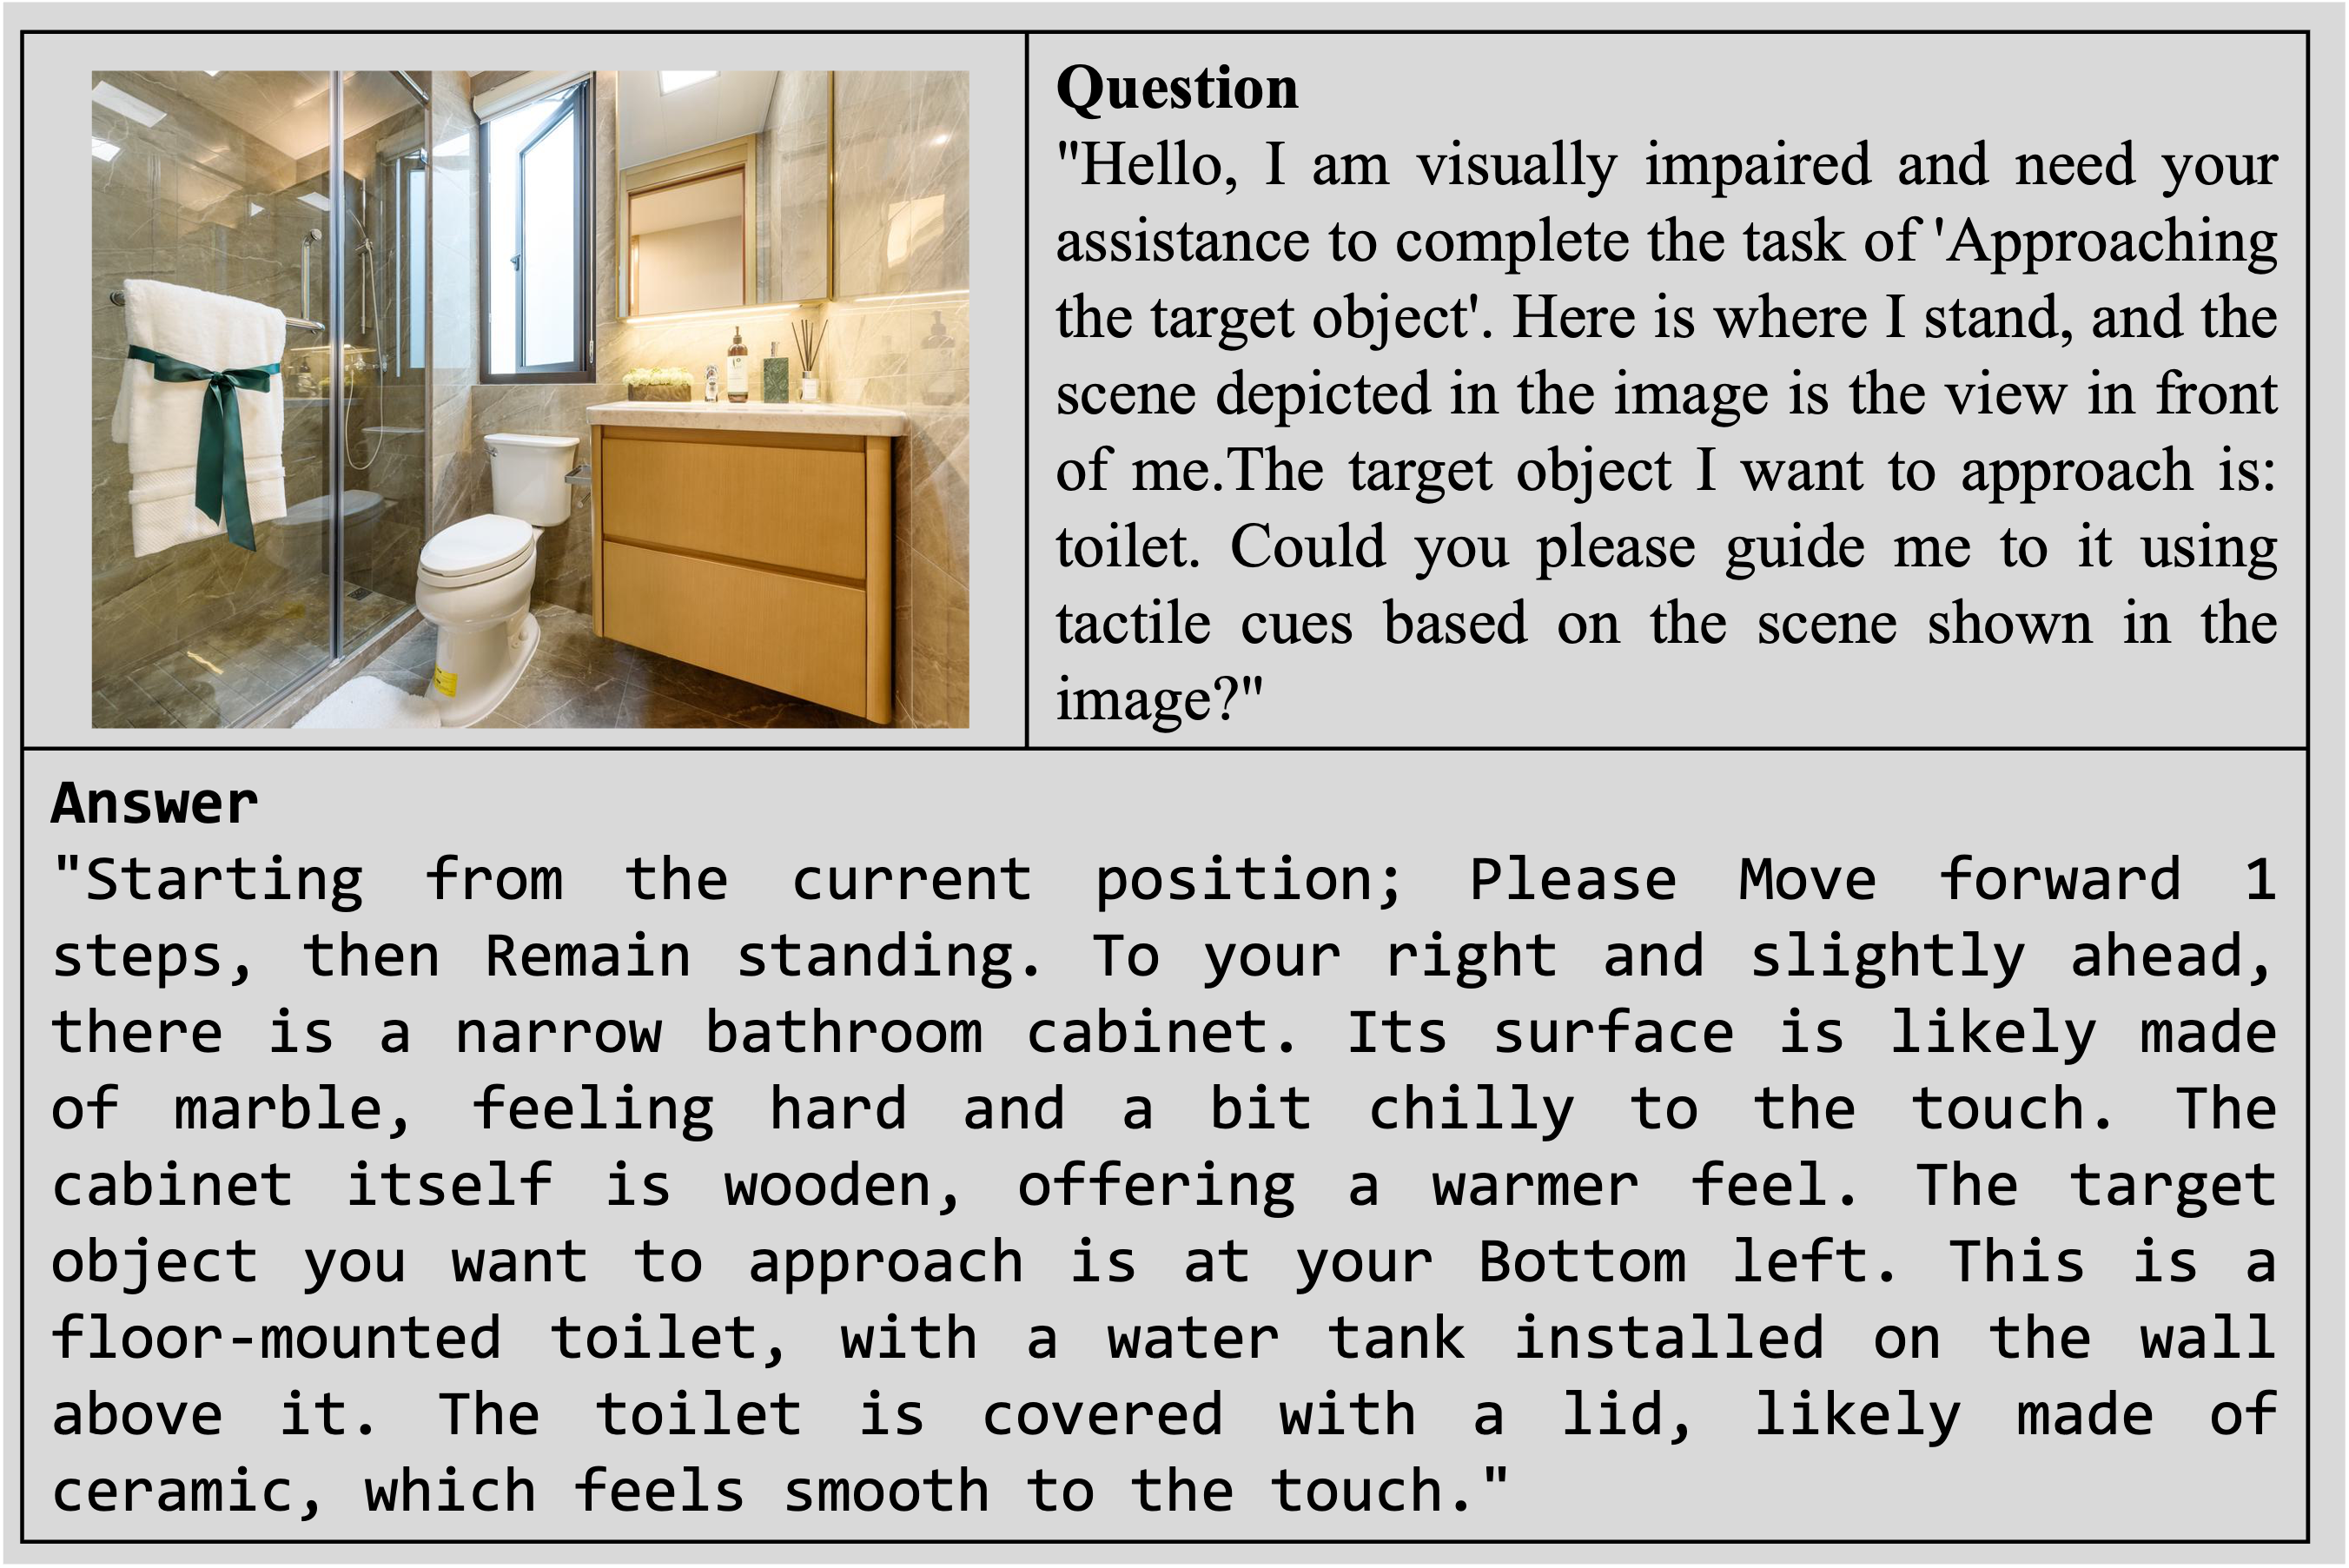 Question
"Hello, I am visually impaired and need your
assistance to complete the task of 'Approaching
the target object'. Here is where I stand, and the
scene depicted in the image is the view in front
of me.The target object I want to approach is:
toilet. Could you please guide me to it using
tactile cues based on the scene shown in the
image?"
Answer
"Starting from the current position; Please Move forward 1
steps, then Remain standing. To your right and slightly ahead,
there is a narrow bathroom cabinet. Its surface is likely made
of marble, feeling hard and a bit chilly to the touch. The
cabinet itself is wooden, offering a warmer feel. The target
object you want to approach is at your Bottom left. This is a
floor-mounted toilet, with a water tank installed on the wall
above it. The toilet is covered with a lid, likely made of
ceramic, which feels smooth to the touch."